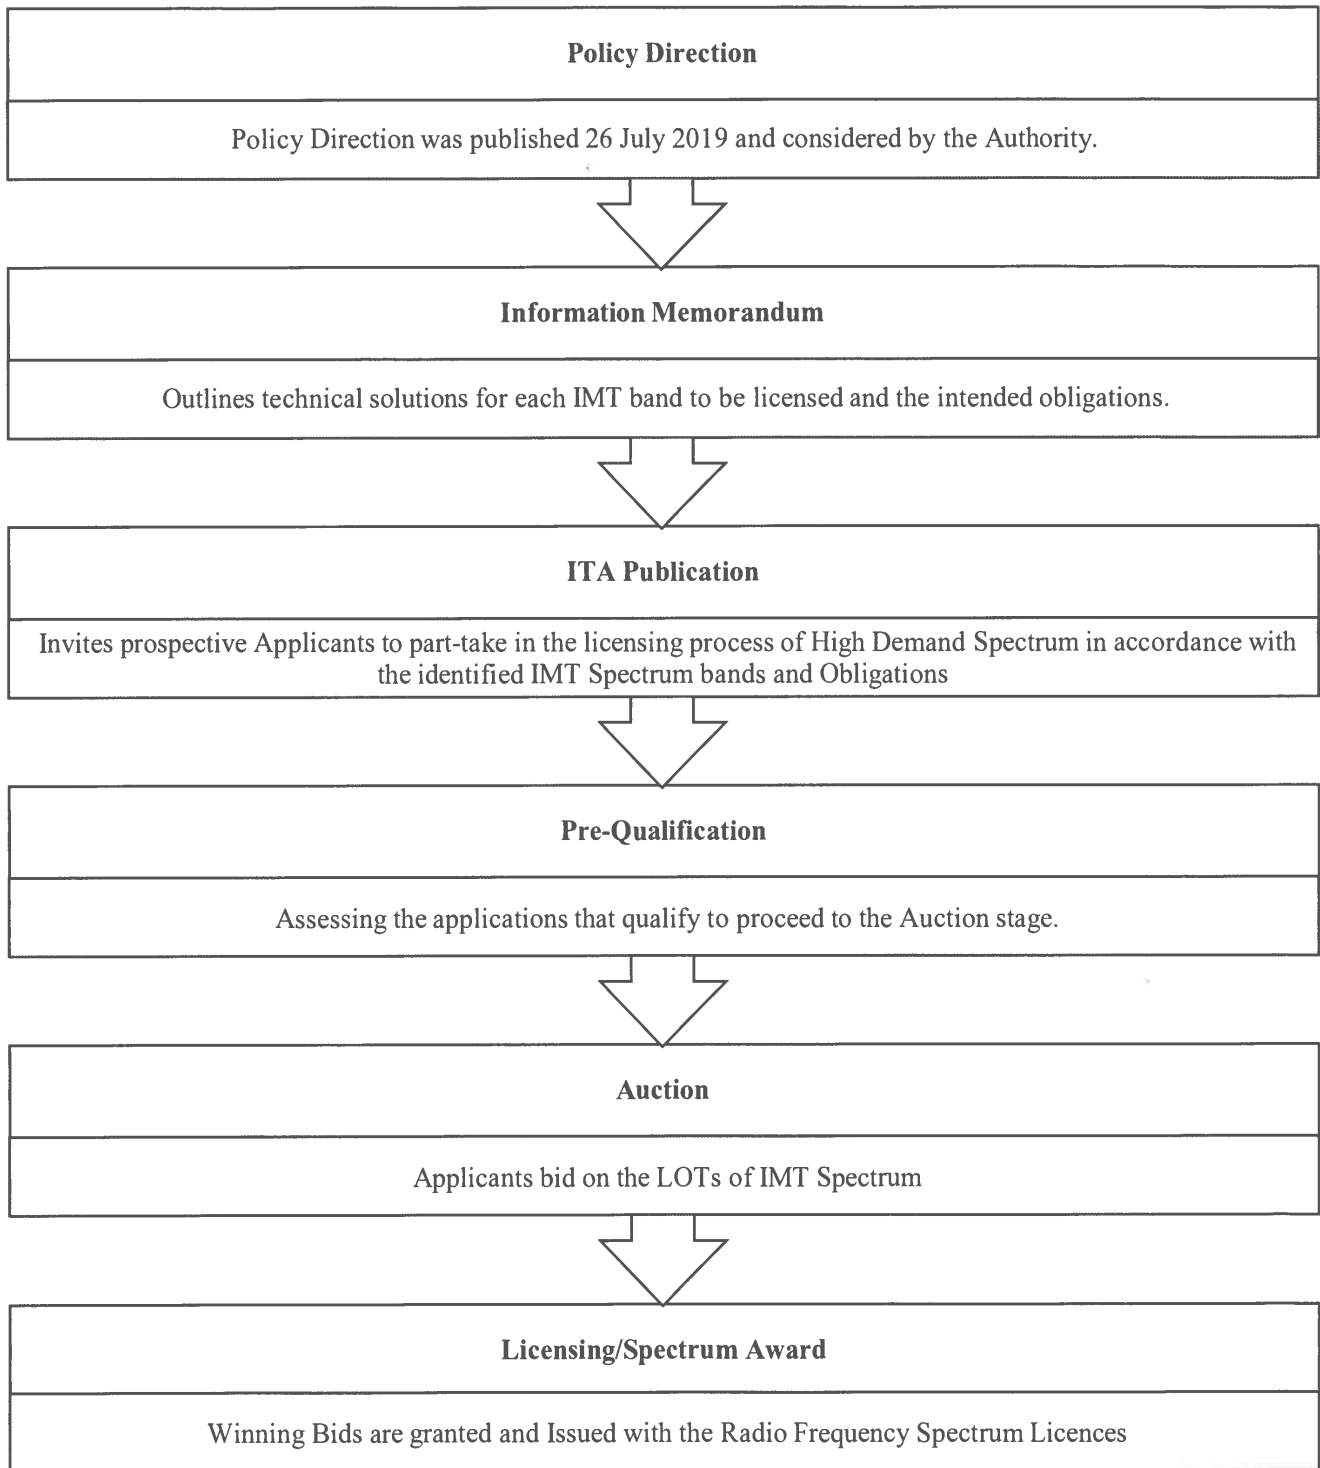 Policy Direction
Policy Direction was published 26 July 2019 and considered by the Authority.
Information Memorandum
Outlines technical solutions for each IMT band to be licensed and the intended obligations.
ITA Publication
Invites prospective Applicants to part-take in the licensing process of High Demand Spectrum in accordance with
the identified IMT Spectrum bands and Obligations
Pre-Qualification
Assessing the applications that qualify to proceed to the Auction stage.
Auction
Applicants bid on the LOTs of IMT Spectrum
Licensing/Spectrum Award
Winning Bids are granted and Issued with the Radio Frequency Spectrum Licences